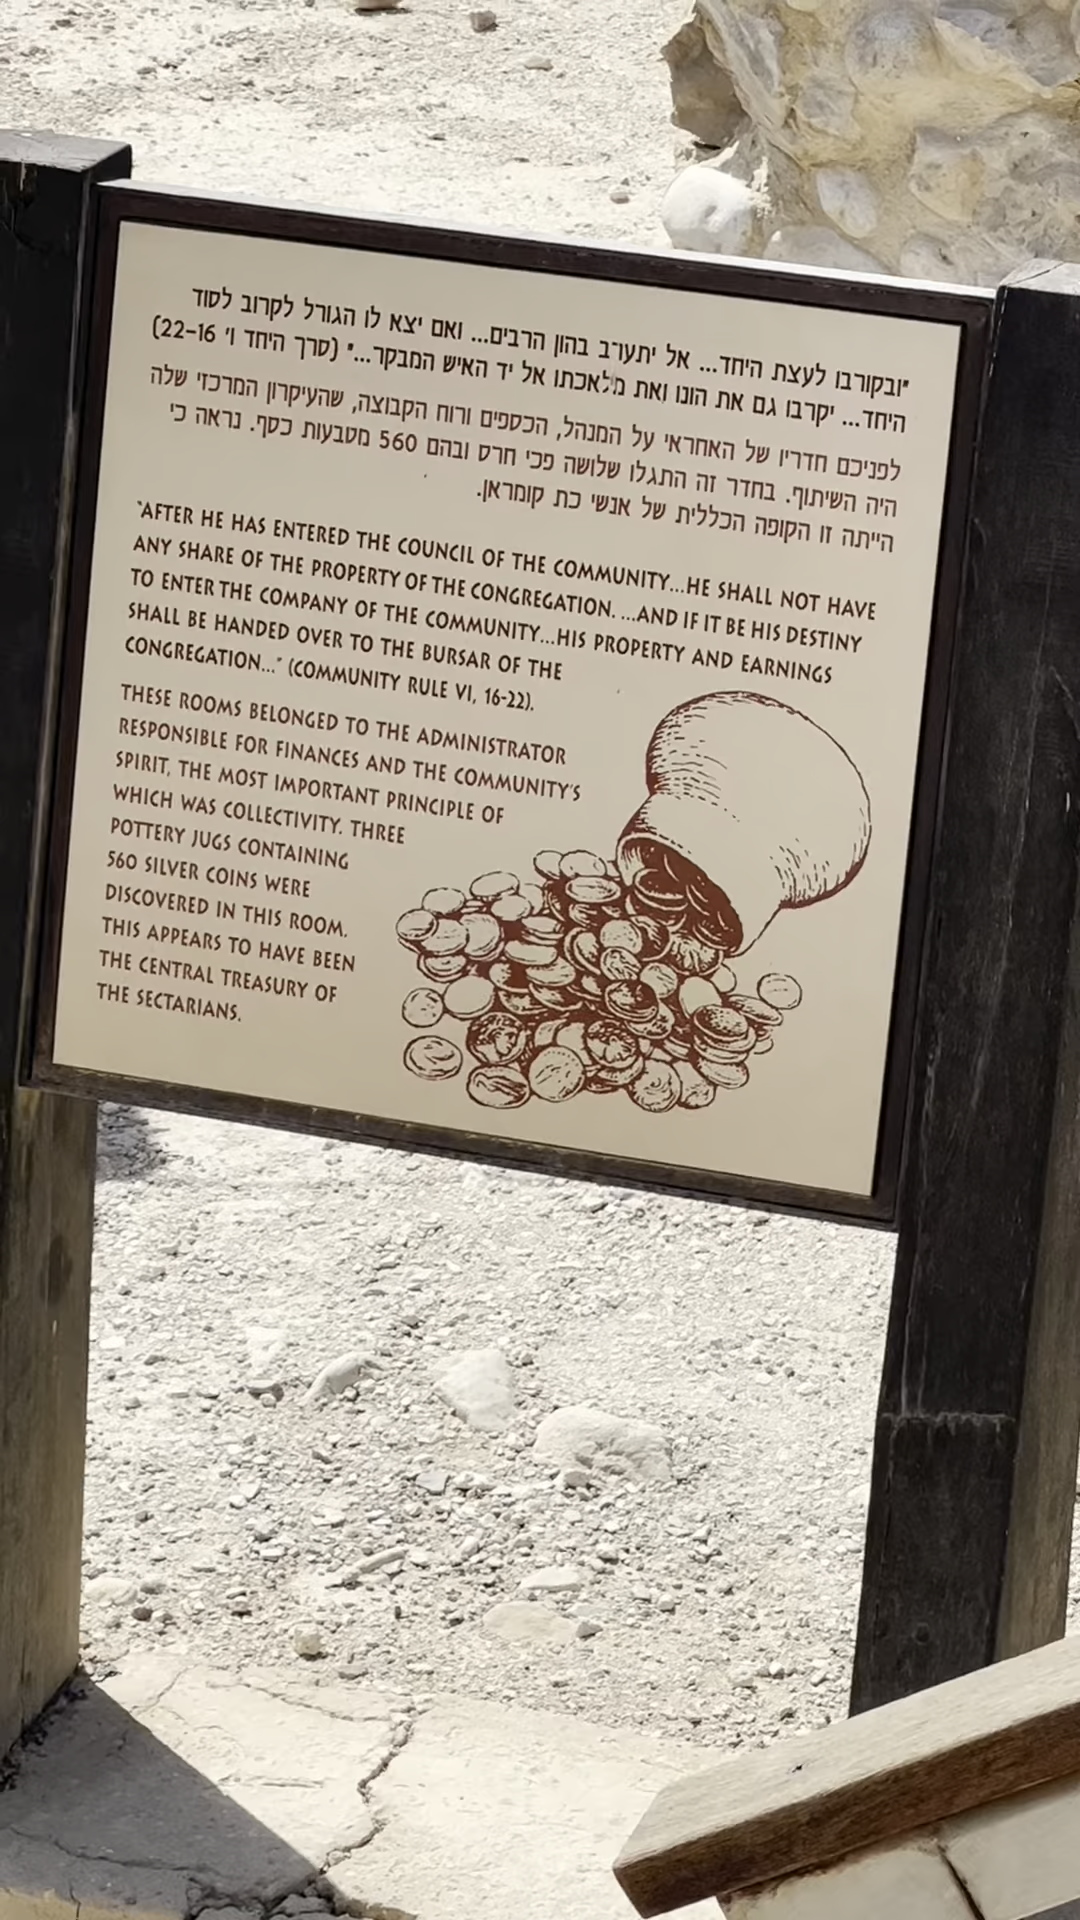 "ובקורבו לעצת היחד... אל יתערב בהון הרבים... ואם יצא לו הגורל לקרוב לסוד
היחד... יקרבו גם את הונו ואת מלאכתו אל יד האיש המבקר..." (סרך היחד ו' 22-16)
לפניכם חדריו של האחראי על המנהל, הכספים ורוח הקבוצה, שהעיקרון המרכזי שלה
היה השיתוף. בחדר זה התגלו שלושה פכי חרס ובהם 560 מטבעות כסף. נראה כי
הייתה זו הקופה הכללית של אנשי כת קומראן.
"AFTER HE HAS ENTERED THE COUNCIL OF THE COMMUNITY...HE SHALL NOT HAVE
ANY SHARE OF THE PROPERTY OF THE CONGREGATION. ...AND IF IT BE HIS DESTINY
TO ENTER THE COMPANY OF THE COMMUNITY...HIS PROPERTY AND EARNINGS
SHALL BE HANDED OVER TO THE BURSAR OF THE
CONGREGATION..." (COMMUNITY RULE VI, 16-22).
THESE ROOMS BELONGED TO THE ADMINISTRATOR
RESPONSIBLE FOR FINANCES AND THE COMMUNITY'S
SPIRIT, THE MOST IMPORTANT PRINCIPLE OF
WHICH WAS COLLECTIVITY. THREE
POTTERY JUGS CONTAINING
560 SILVER COINS WERE
DISCOVERED IN THIS ROOM.
THIS APPEARS TO HAVE BEEN
THE CENTRAL TREASURY OF
THE SECTARIANS.